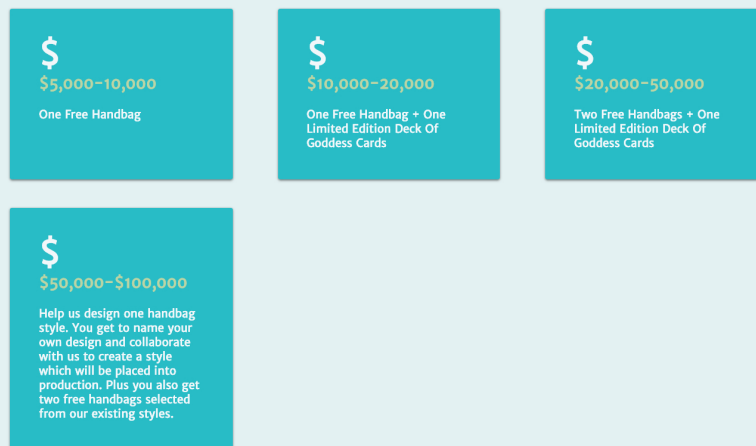 $
$5,000-10,000
One Free Handbag
$
$10,000-20,000
One Free Handbag + One
Limited Edition Deck Of
Goddess Cards
$
$20,000-50,000
Two Free Handbags + One
Limited Edition Deck Of
Goddess Cards
$
$50,000-$100,000
Help us design one handbag
style. You get to name your
own design and collaborate
with us to create a style
which will be placed into
production. Plus you also get
two free handbags selected
from our existing styles.